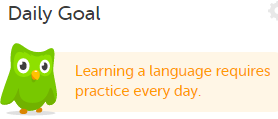 Daily Goal
Learning a language requires
practice every day.